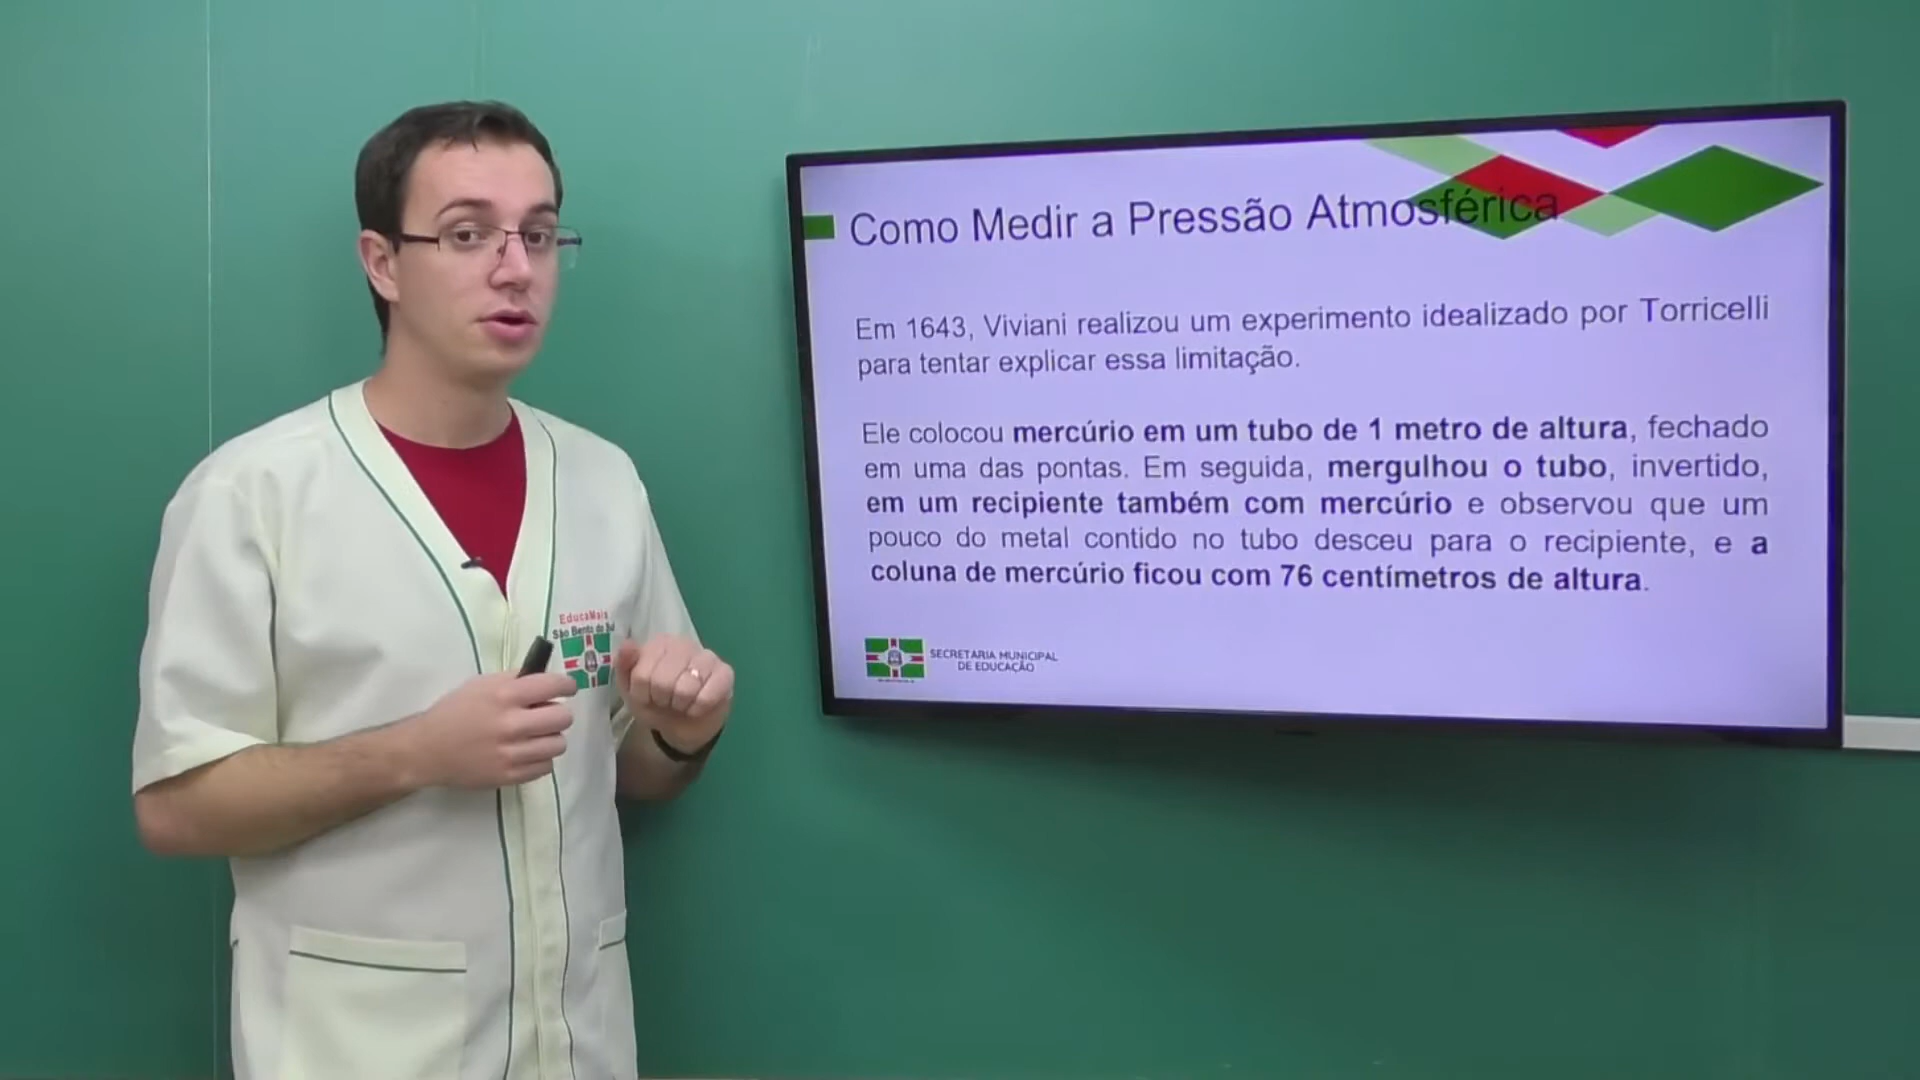 EducaMais
São Bento do Sul
Como Medir a Pressão Atmosférica
Em 1643, Viviani realizou um experimento idealizado por Torricelli
para tentar explicar essa limitação.
Ele colocou mercúrio em um tubo de 1 metro de altura, fechado
em uma das pontas. Em seguida, mergulhou o tubo, invertido,
em um recipiente também com mercúrio e observou que um
pouco do metal contido no tubo desceu para o recipiente, e a
coluna de mercúrio ficou com 76 centímetros de altura.
SECRETARIA MUNICIPAL
DE EDUCAÇÃO